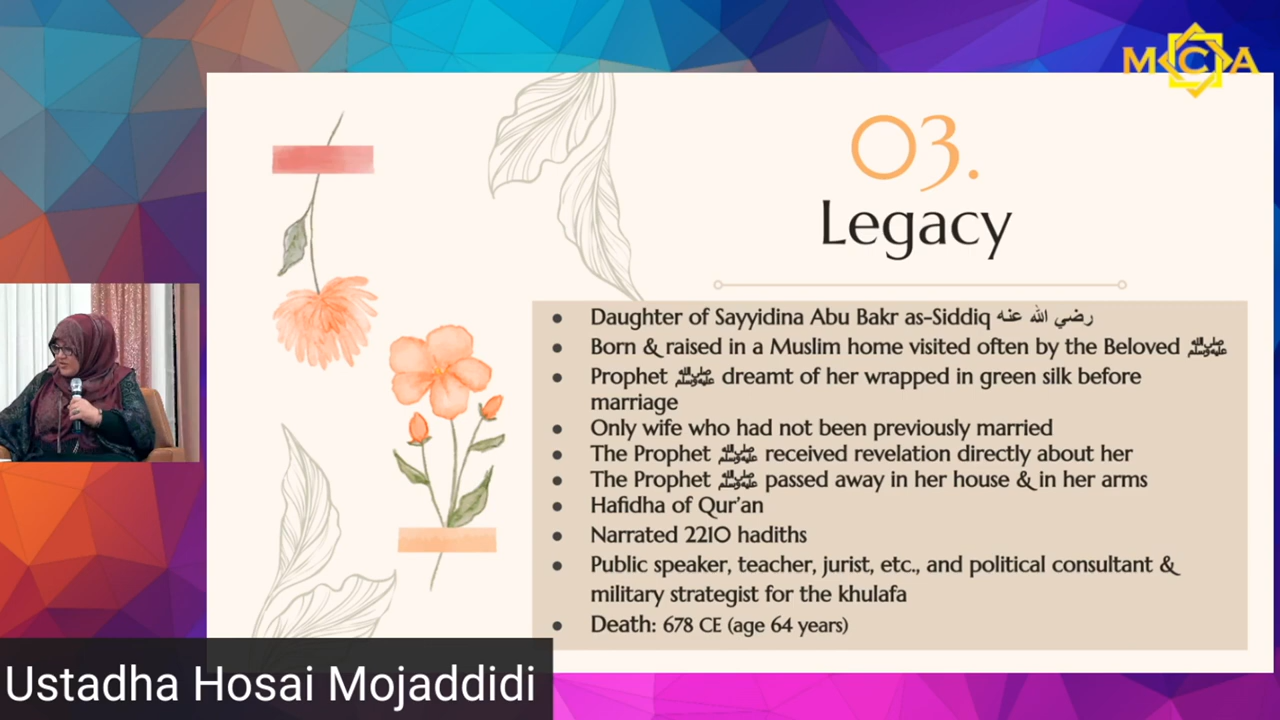 MCA
03.
Legacy
• Daughter of Sayyidina Abu Bakr as-Siddiq رضي الله عنه
• Born & raised in a Muslim home visited often by the Beloved ﷺ
• Prophet ﷺ dreamt of her wrapped in green silk before
marriage
• Only wife who had not been previously married
• The Prophet ﷺ received revelation directly about her
• The Prophet ﷺ passed away in her house & in her arms
• Hafidha of Qur’an
• Narrated 2210 hadiths
• Public speaker, teacher, jurist, etc., and political consultant &
military strategist for the khulafa
• Death: 678 CE (age 64 years)
Ustadha Hosai Mojaddidi